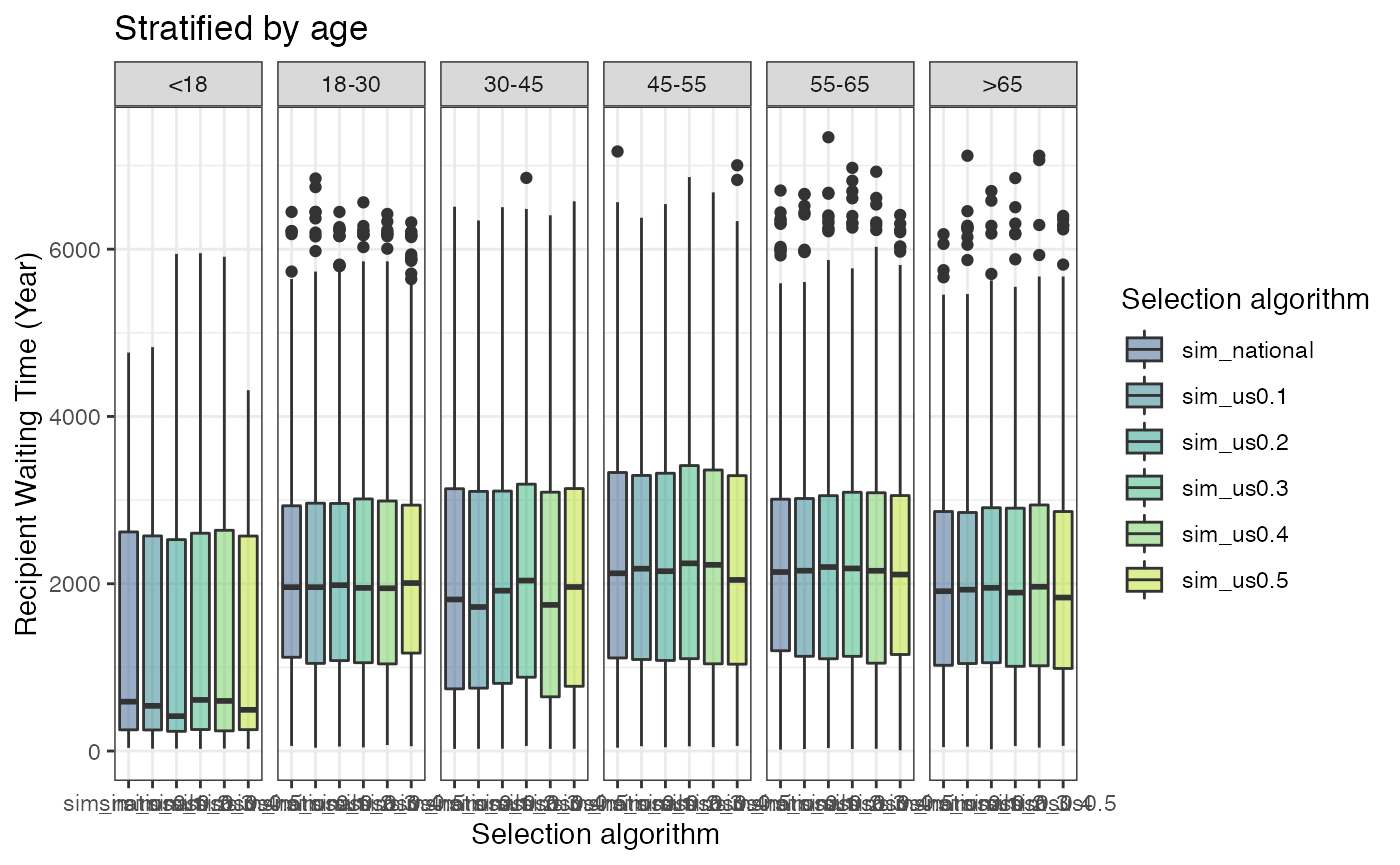 Stratified by age
<18 18-30 30-45 45-55 55-65 >65
Recipient Waiting Time (Year)
6000
4000
2000
0
Selection algorithm
Selection algorithm
sim_national
sim_us0.1
sim_us0.2
sim_us0.3
sim_us0.4
sim_us0.5